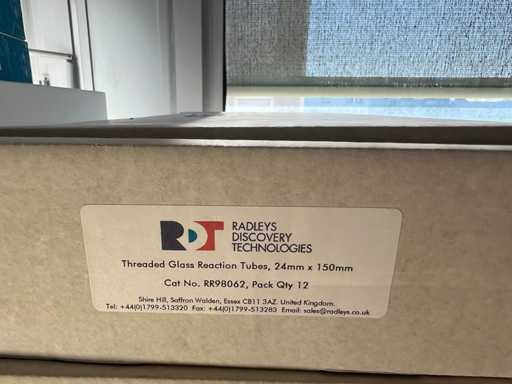 RDT
RADLEYS
DISCOVERY
TECHNOLOGIES
Threaded Glass Reaction Tubes, 24mm x 150mm
Cat No. RR98062, Pack Qty 12
Shire Hill, Saffron Walden, Essex CB11 3AZ. United Kingdom.
Tel: +44(0)1799-513320 Fax: +44(0)1799-513283 Email: sales@radleys.co.uk